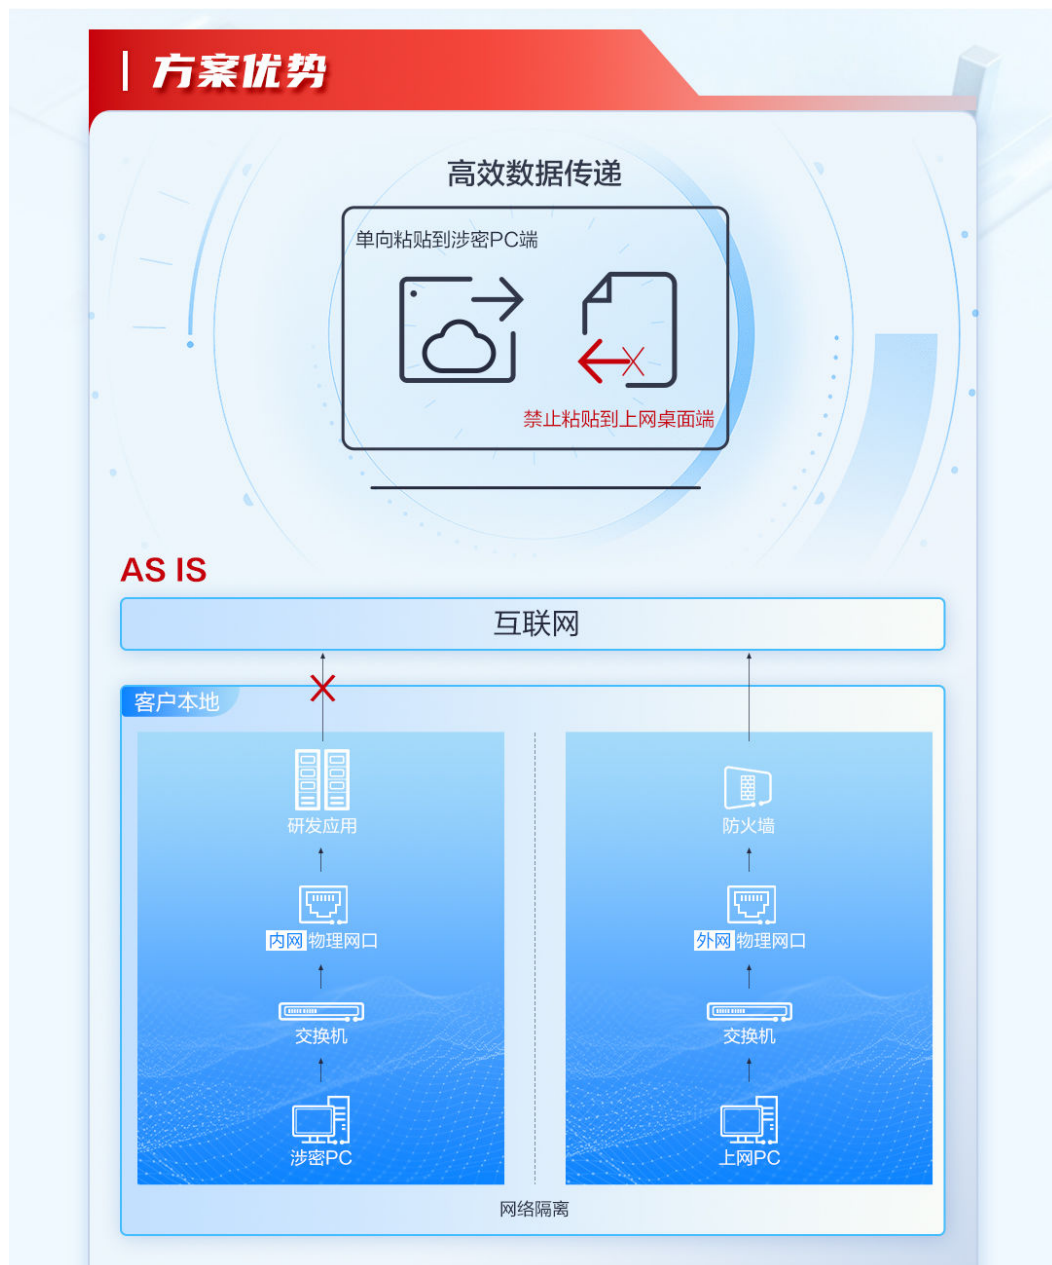 方案优势
高效数据传递
单向粘贴到涉密PC端
禁止粘贴到上网桌面端
AS IS
互联网
客户本地
研发应用
内网物理网口
交换机
涉密PC
防火墙
外网物理网口
交换机
上网PC
网络隔离